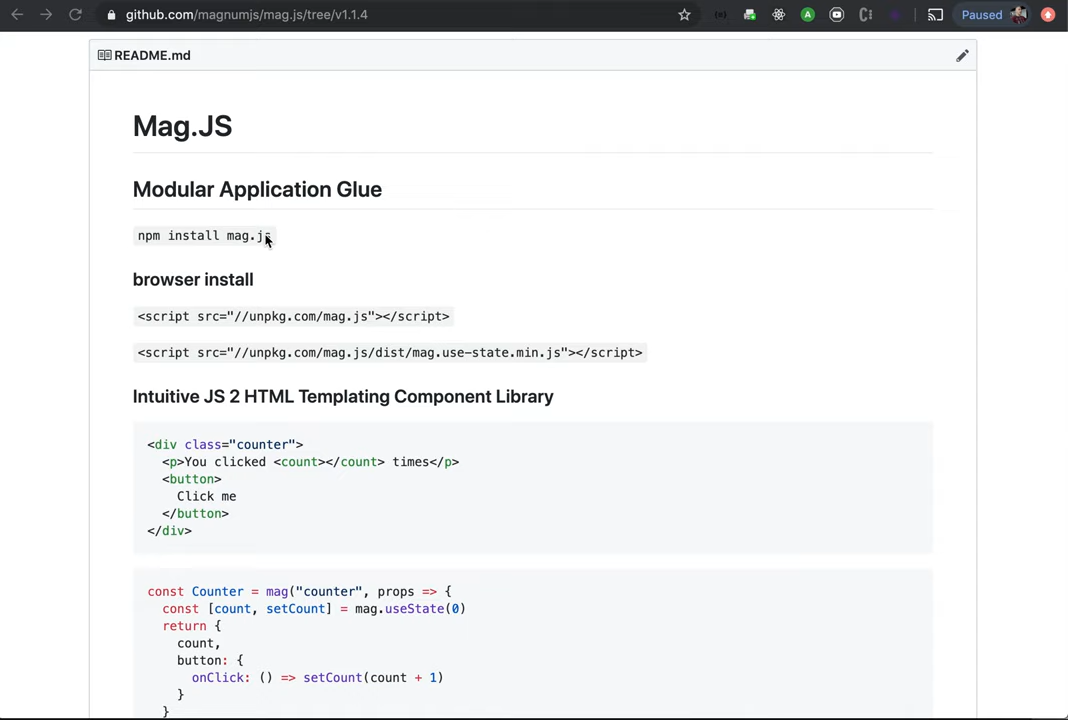 github.com/magnumjs/mag.js/tree/v1.1.4
Paused
README.md
Mag.JS
Modular Application Glue
npm install mag.js
browser install
<script src="//unpkg.com/mag.js"></script>
<script src="//unpkg.com/mag.js/dist/mag.use-state.min.js"></script>
Intuitive JS 2 HTML Templating Component Library
<div class="counter">
<p>You clicked <count></count> times</p>
<button>
Click me
</button>
</div>
const Counter = mag("counter", props => {
const [count, setCount] = mag.useState(0)
return {
count,
button: {
onClick: () => setCount(count + 1)
}
}